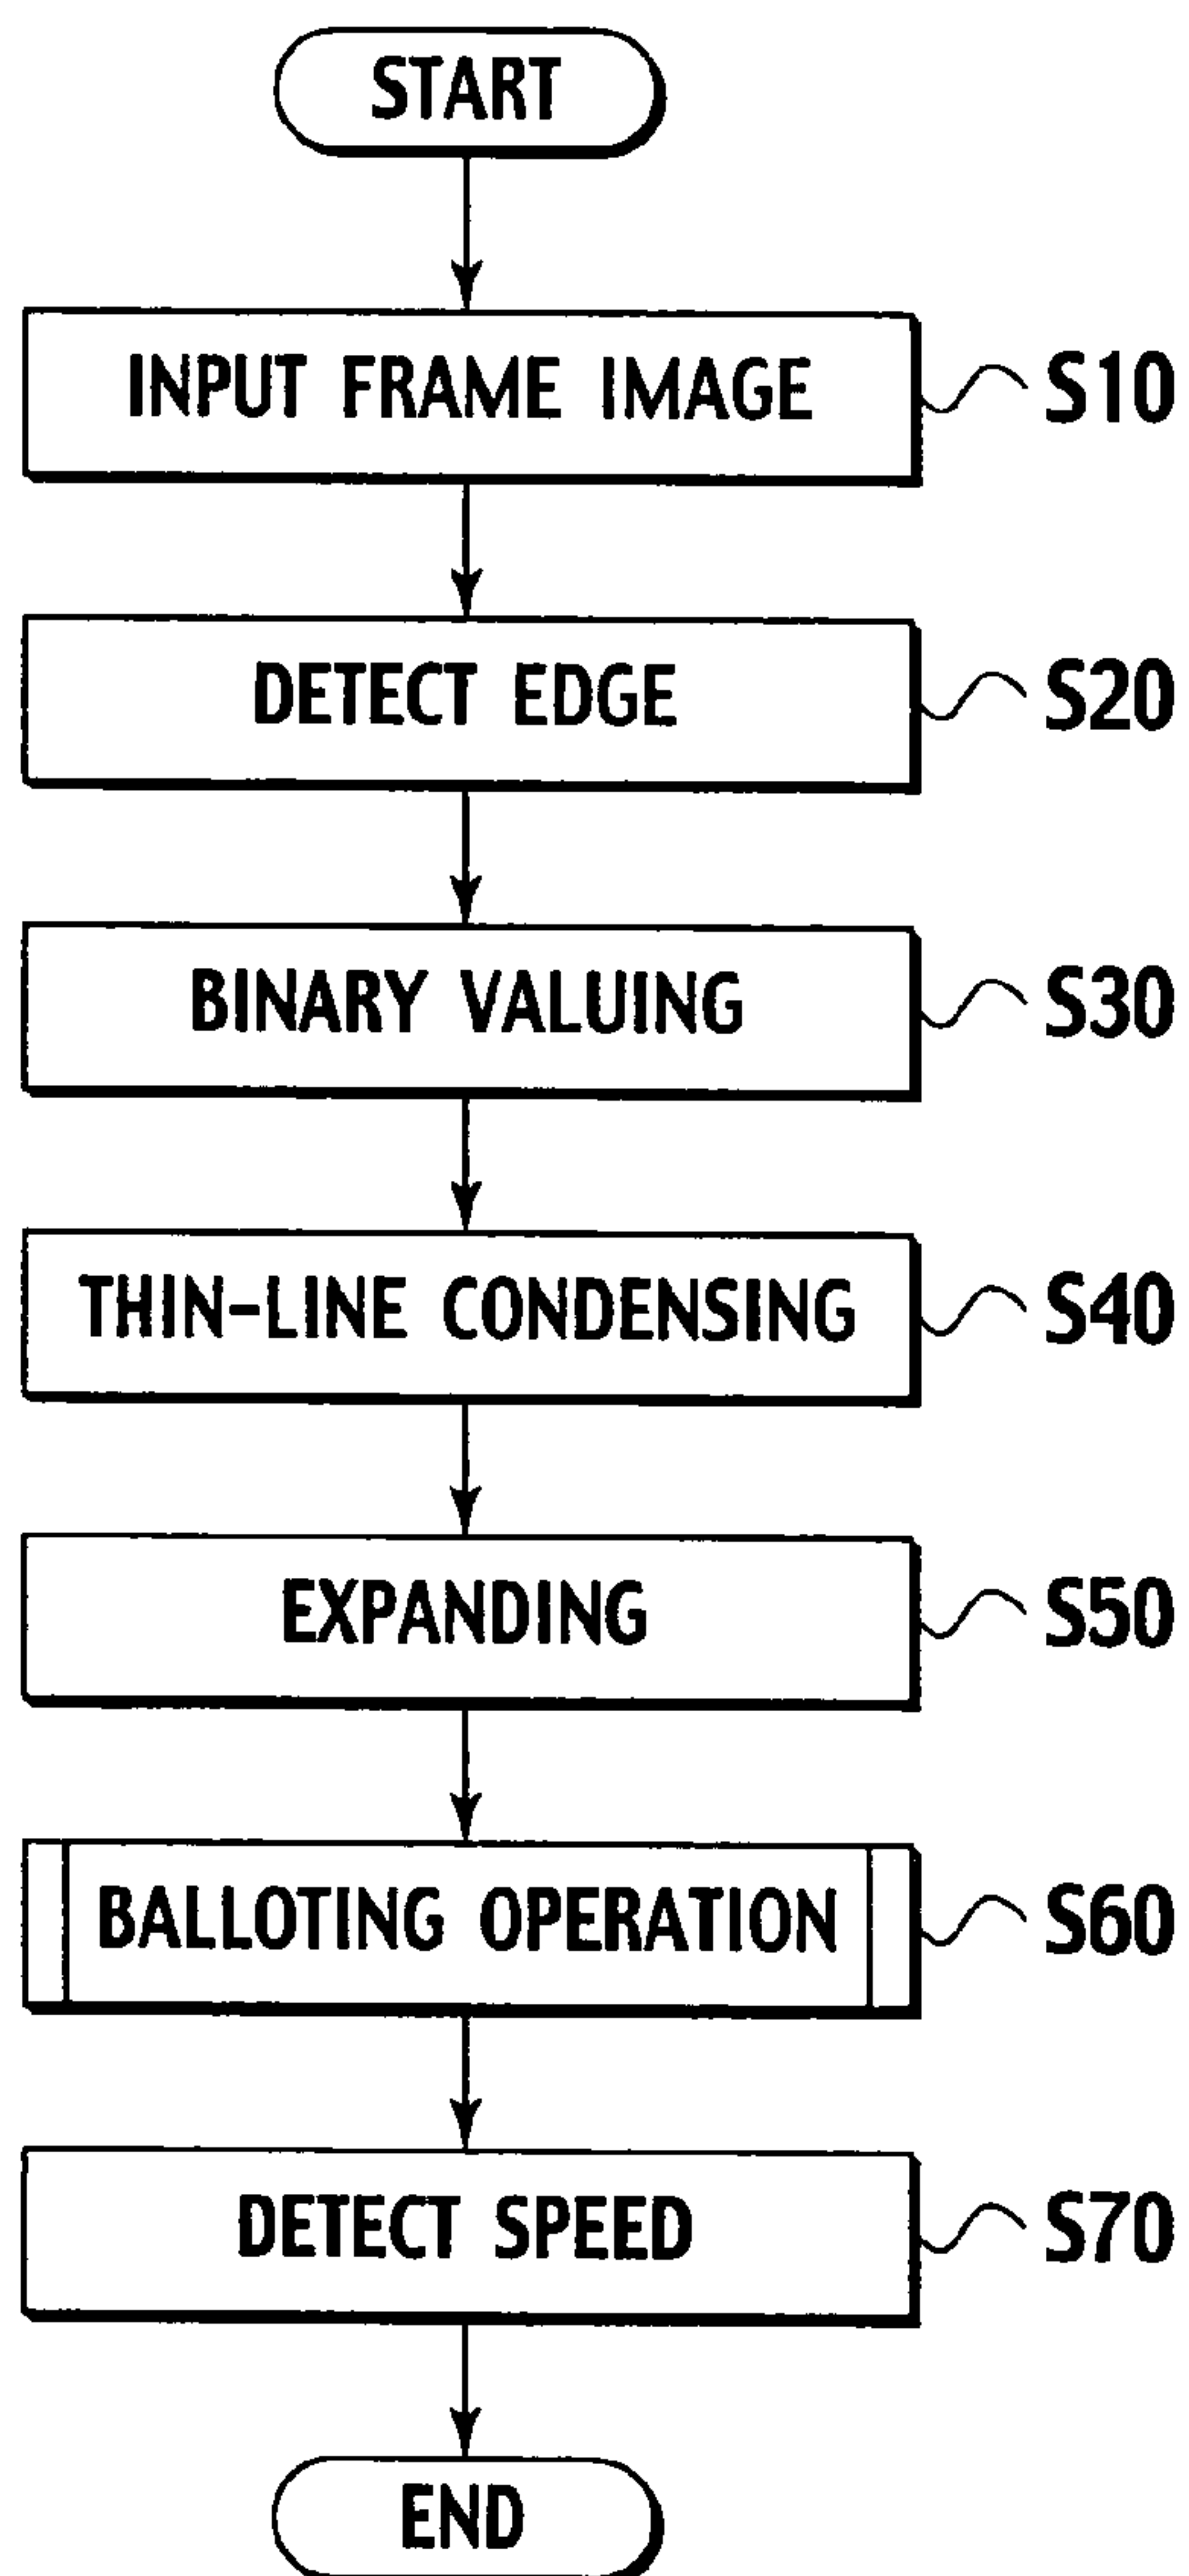 START
INPUT FRAME IMAGE
S10
DETECT EDGE
S20
BINARY VALUING
S30
THIN-LINE CONDENSING
S40
EXPANDING
S50
BALLOTING OPERATION
S60
DETECT SPEED
S70
END